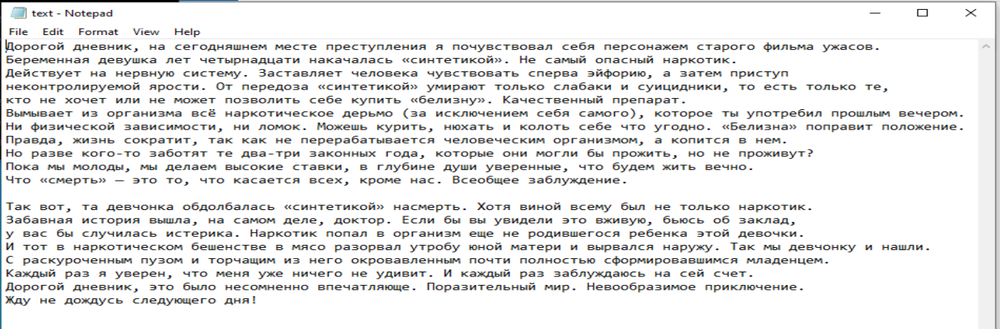 text - Notepad
File Edit Format View Help
Дорогой дневник, на сегодняшнем месте преступления я почувствовал себя персонажем старого фильма ужасов.
Беременная девушка лет четырнадцати накачалась «синтетикой». Не самый опасный наркотик.
Действует на нервную систему. Заставляет человека чувствовать сперва эйфорию, а затем приступ
неконтролируемой ярости. От передоза «синтетикой» умирают только слабаки и суицидники, то есть только те,
кто не хочет или не может позволить себе купить «белизну». Качественный препарат.
Вымывает из организма всё наркотическое дерьмо (за исключением себя самого), которое ты употребил прошлым вечером.
Ни физической зависимости, ни ломок. Можешь курить, нюхать и колоть себе что угодно. «Белизна» поправит положение.
Правда, жизнь сократит, так как не перерабатывается человеческим организмом, а копится в нем.
Но разве кого-то заботят те два-три законных года, которые они могли бы прожить, но не проживут?
Пока мы молоды, мы делаем высокие ставки, в глубине души уверенные, что будем жить вечно.
Что «смерть» — это то, что касается всех, кроме нас. Всеобщее заблуждение.
Так вот, та девчонка обдолбалась «синтетикой» насмерть. Хотя виной всему был не только наркотик.
Забавная история вышла, на самом деле, доктор. Если бы вы увидели это вживую, бьюсь об заклад,
у вас бы случилась истерика. Наркотик попал в организм еще не родившегося ребенка этой девочки.
И тот в наркотическом бешенстве в мясо разорвал утробу юной матери и вырвался наружу. Так мы девчонку и нашли.
С раскуроченным пузом и торчащим из него окровавленным почти полностью сформировавшимся младенцем.
Каждый раз я уверен, что меня уже ничего не удивит. И каждый раз заблуждаюсь на сей счет.
Дорогой дневник, это было несомненно впечатляюще. Поразительный мир. Невообразимое приключение.
Жду не дождусь следующего дня!